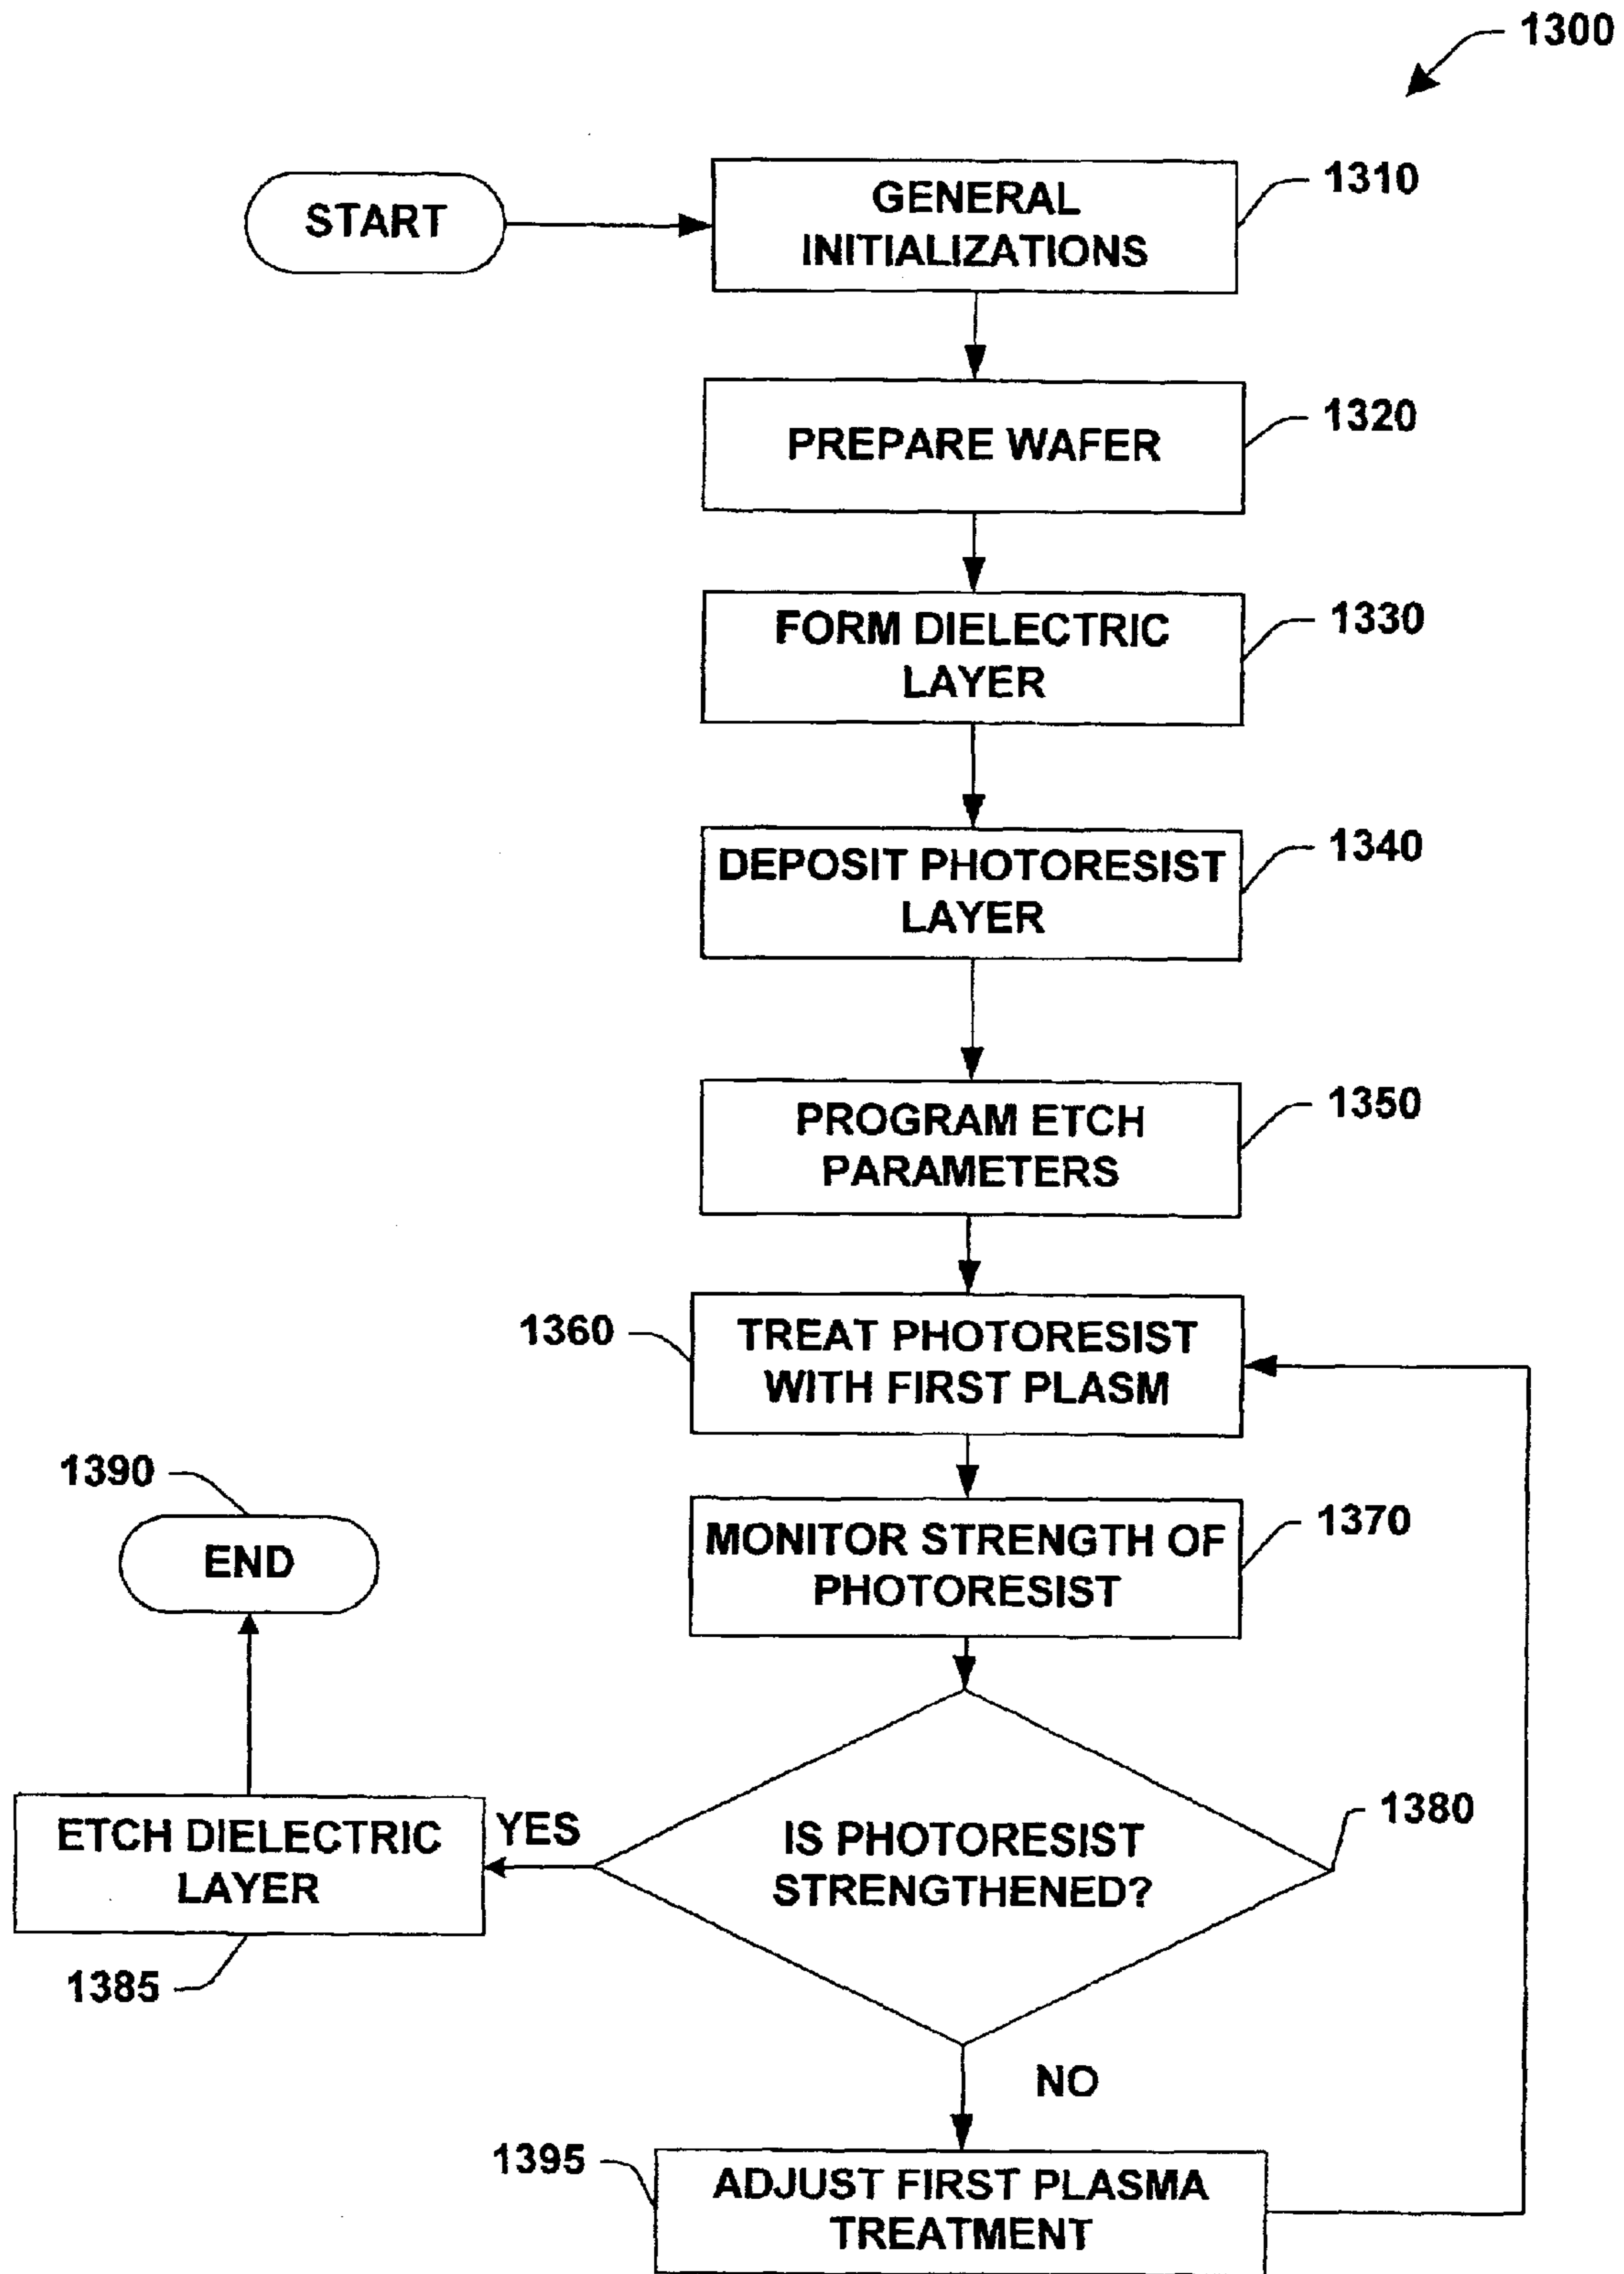 1300
START
GENERAL
INITIALIZATIONS
1310
PREPARE WAFER
1320
FORM DIELECTRIC
LAYER
1330
DEPOSIT PHOTORESIST
LAYER
1340
PROGRAM ETCH
PARAMETERS
1350
1360
TREAT PHOTORESIST
WITH FIRST PLASM
MONITOR STRENGTH OF
PHOTORESIST
1370
1390
END
IS PHOTORESIST
STRENGTHENED?
1380
YES
ETCH DIELECTRIC
LAYER
1385
NO
1395
ADJUST FIRST PLASMA
TREATMENT